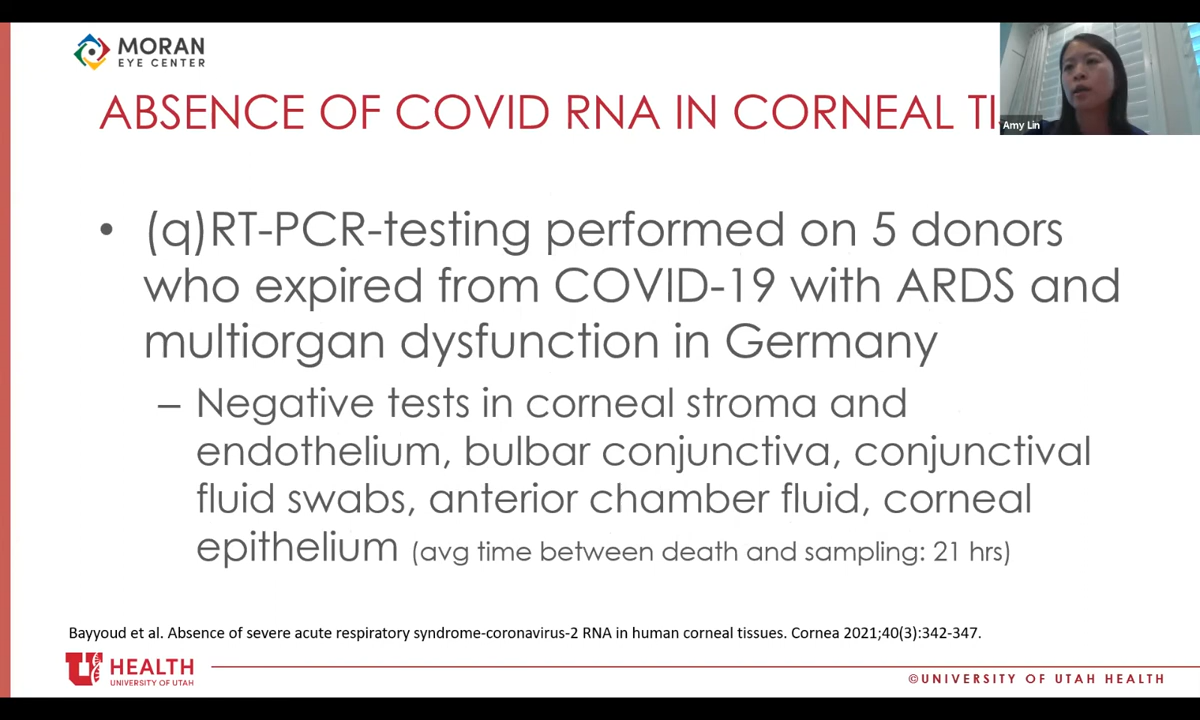 MORAN
EYE CENTER
ABSENCE OF COVID RNA IN CORNEAL
Amy Lin
• (q)RT-PCR-testing performed on 5 donors
who expired from COVID-19 with ARDS and
multiorgan dysfunction in Germany
– Negative tests in corneal stroma and
endothelium, bulbar conjunctiva, conjunctival
fluid swabs, anterior chamber fluid, corneal
epithelium (avg time between death and sampling: 21 hrs)
Bayyoud et al. Absence of severe acute respiratory syndrome-coronavirus-2 RNA in human corneal tissues. Cornea 2021;40(3):342-347.
U HEALTH
UNIVERSITY OF UTAH
©UNIVERSITY OF UTAH HEALTH